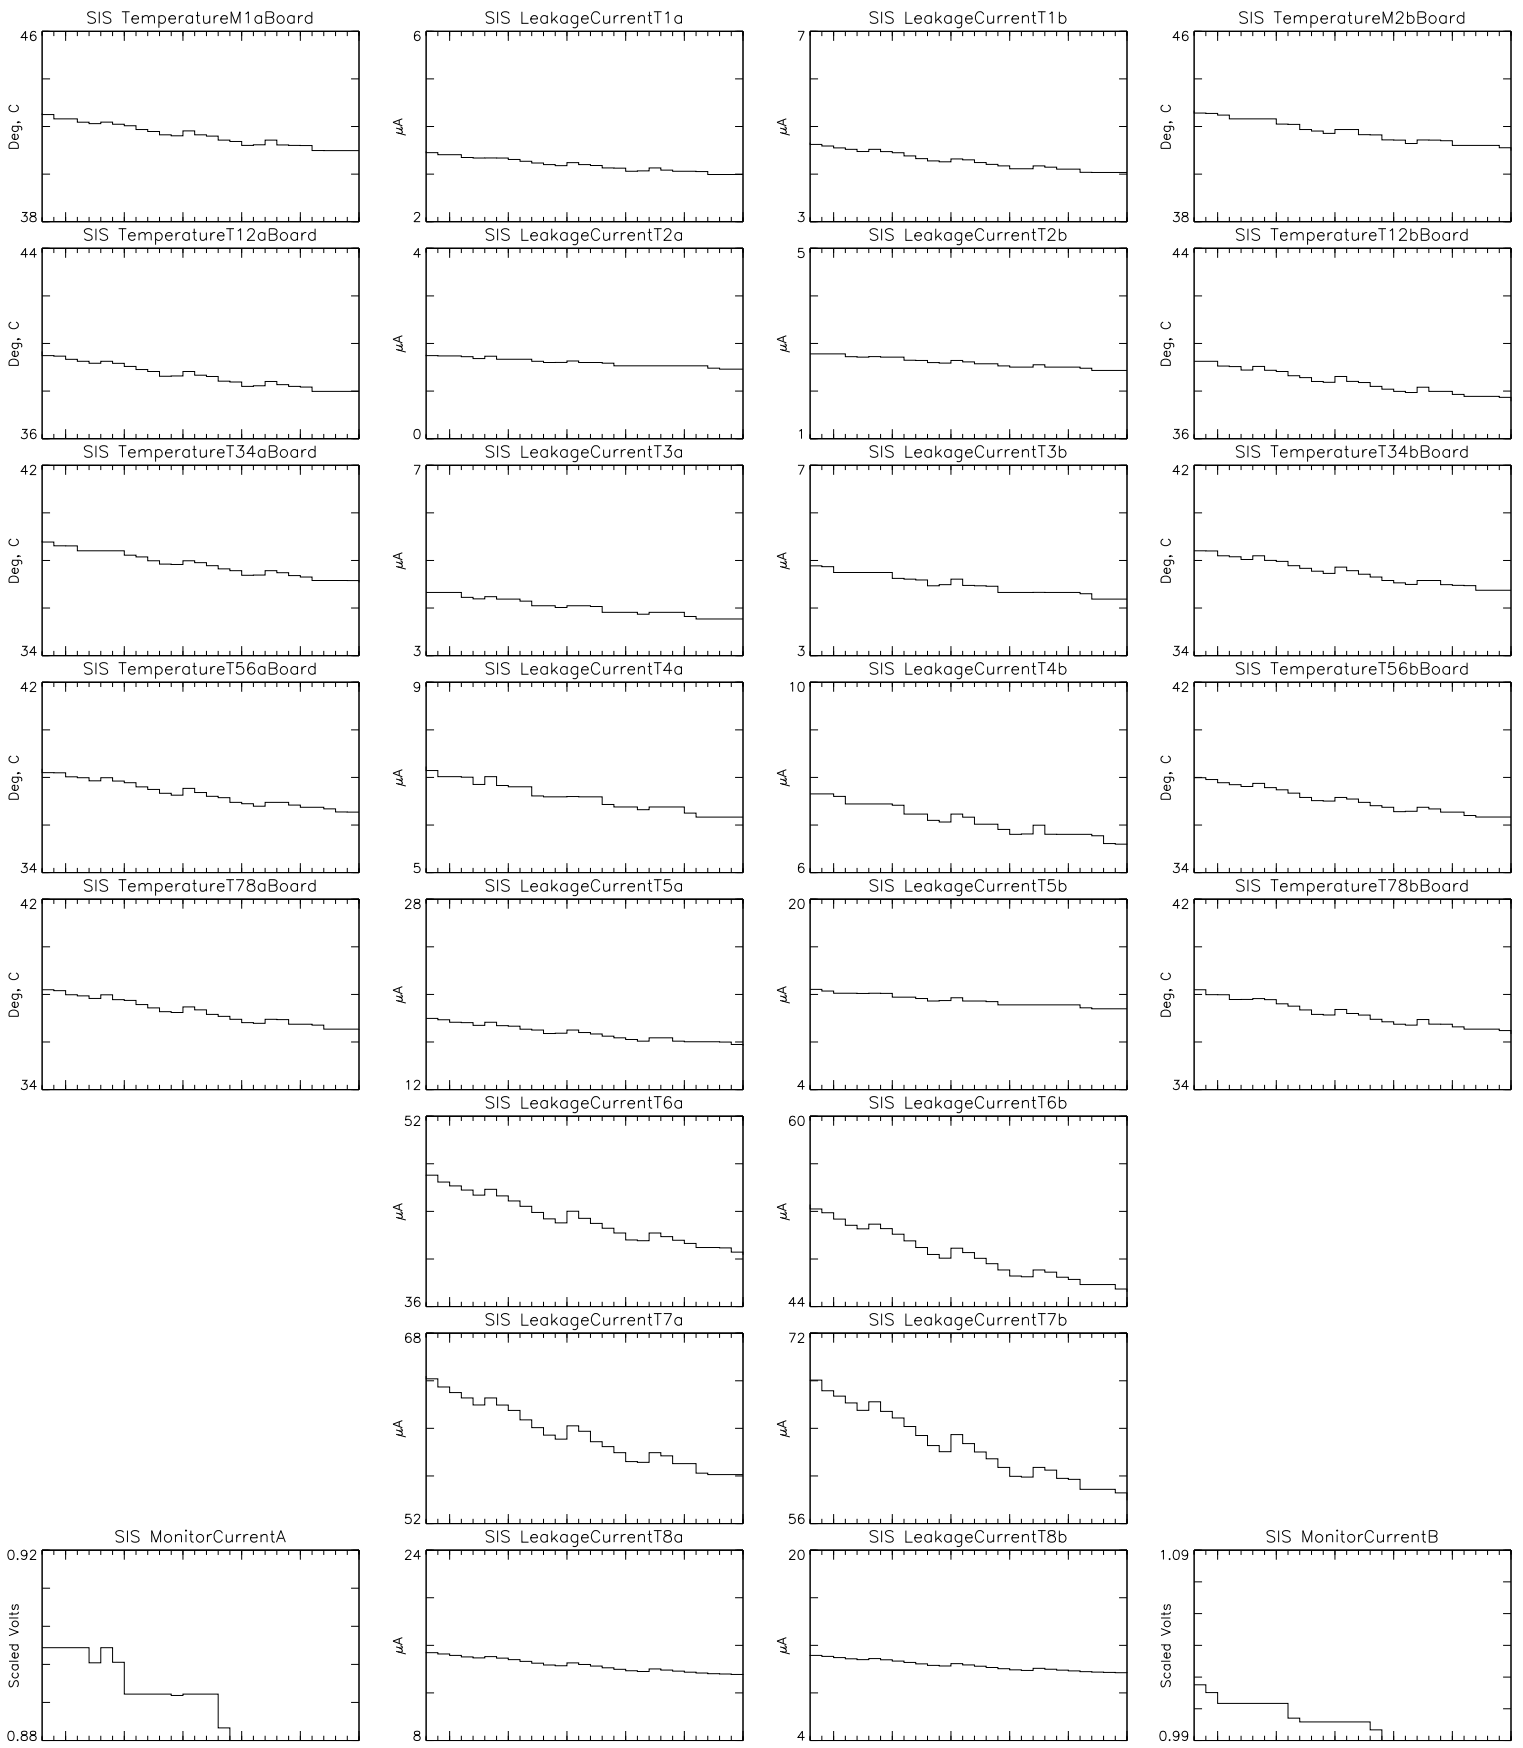 SIS TemperatureM1aBoard
46
Deg, C
38
SIS LeakageCurrentT1a
6
µA
2
SIS LeakageCurrentT1b
7
µA
3
SIS TemperatureM2bBoard
46
Deg, C
38
SIS TemperatureT12aBoard
44
Deg, C
36
SIS LeakageCurrentT2a
4
µA
0
SIS LeakageCurrentT2b
5
µA
1
SIS TemperatureT12bBoard
44
Deg, C
36
SIS TemperatureT34aBoard
42
Deg, C
34
SIS LeakageCurrentT3a
7
µA
3
SIS LeakageCurrentT3b
7
µA
3
SIS TemperatureT34bBoard
42
Deg, C
34
SIS TemperatureT56aBoard
42
Deg, C
34
SIS LeakageCurrentT4a
9
µA
5
SIS LeakageCurrentT4b
10
µA
6
SIS TemperatureT56bBoard
42
Deg, C
34
SIS TemperatureT78aBoard
42
Deg, C
34
SIS LeakageCurrentT5a
28
µA
12
SIS LeakageCurrentT5b
20
µA
4
SIS TemperatureT78bBoard
42
Deg, C
34
SIS LeakageCurrentT6a
52
µA
36
SIS LeakageCurrentT6b
60
µA
44
SIS LeakageCurrentT7a
68
µA
52
SIS LeakageCurrentT7b
72
µA
56
SIS MonitorCurrentA
0.92
Scaled Volts
0.88
SIS LeakageCurrentT8a
24
µA
8
SIS LeakageCurrentT8b
20
µA
4
SIS MonitorCurrentB
1.09
Scaled Volts
0.99